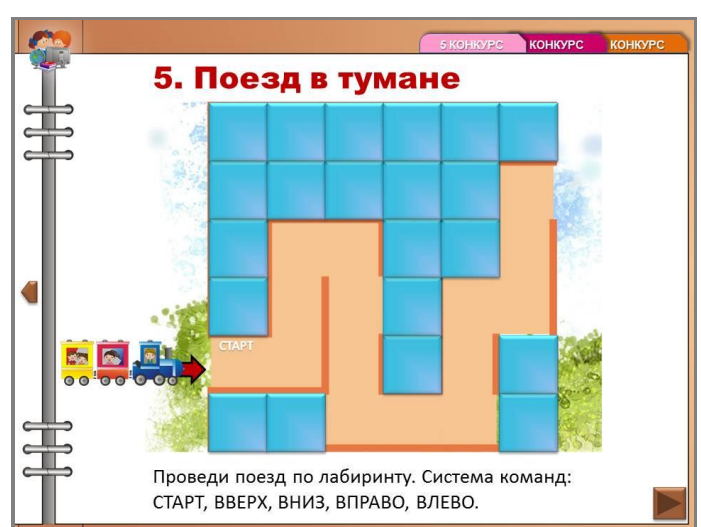 5 КОНКУРС КОНКУРС КОНКУРС
5. Поезд в тумане
СТАРТ
Проведи поезд по лабиринту. Система команд:
СТАРТ, ВВЕРХ, ВНИЗ, ВПРАВО, ВЛЕВО.